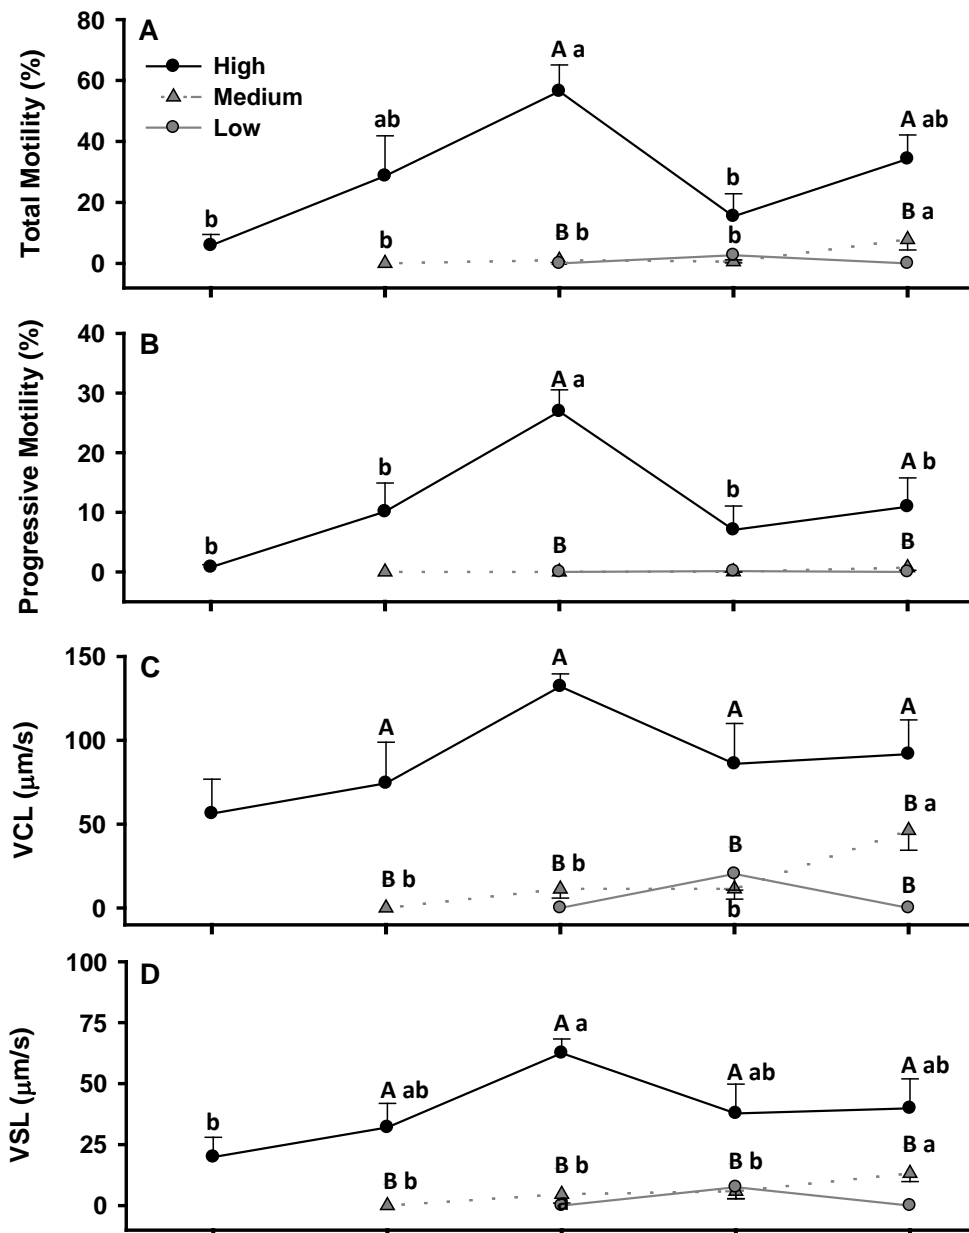 A
Total Motility (%)
80
60
40
20
0
High
Medium
Low
b
ab
A a
b
A ab
b
B b
b
B a
B
Progressive Motility (%)
40
30
20
10
0
b
b
A a
b
A b
B
B
C
VCL (µm/s)
150
100
50
0
A
A
A
A
B b
B b
B
b
B a
B
D
VSL (µm/s)
100
75
50
25
0
b
A ab
A a
A ab
A ab
B b
B b
a
B b
B a